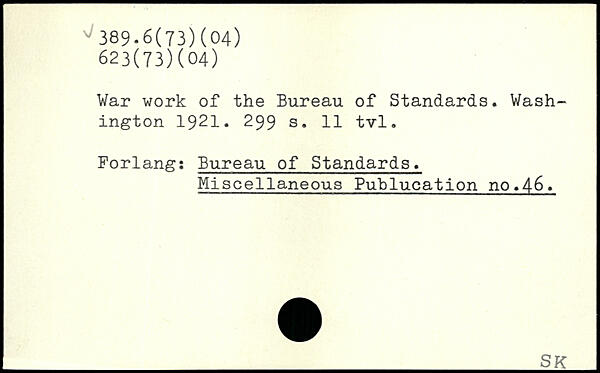 389.6(73)(04)
623(73)(04)
War work of the Bureau of Standards. Wash-
ington 1921. 299 s. 11 tvl.
Forlang: Bureau of Standards.
Miscellaneous Publucation no.46.
SK